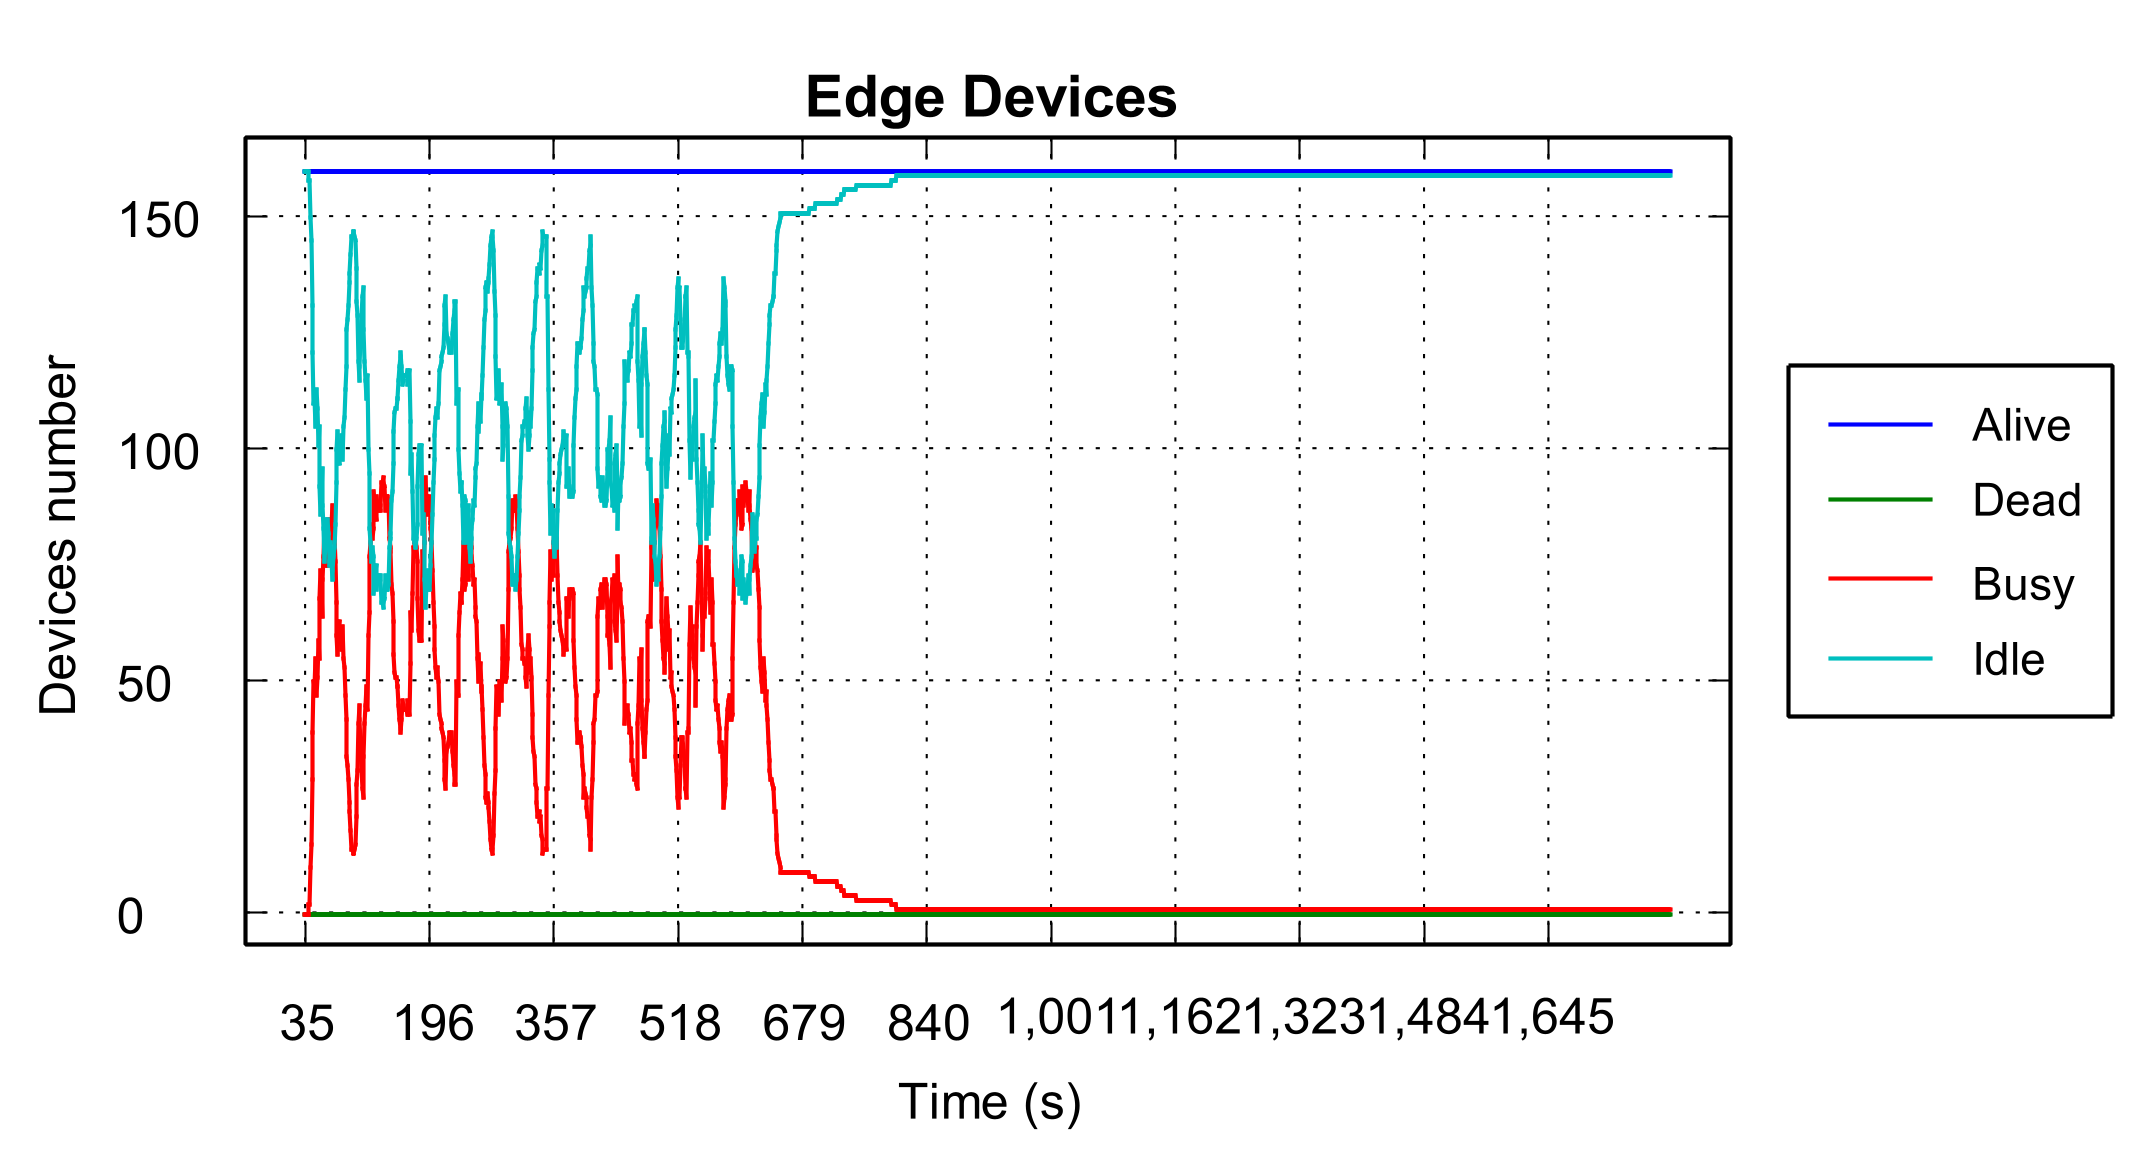 Edge Devices
150
100
50
0
Devices number
35 196 357 518 679 840 1,0011,1621,3231,4841,645
Time (s)
Alive
Dead
Busy
Idle